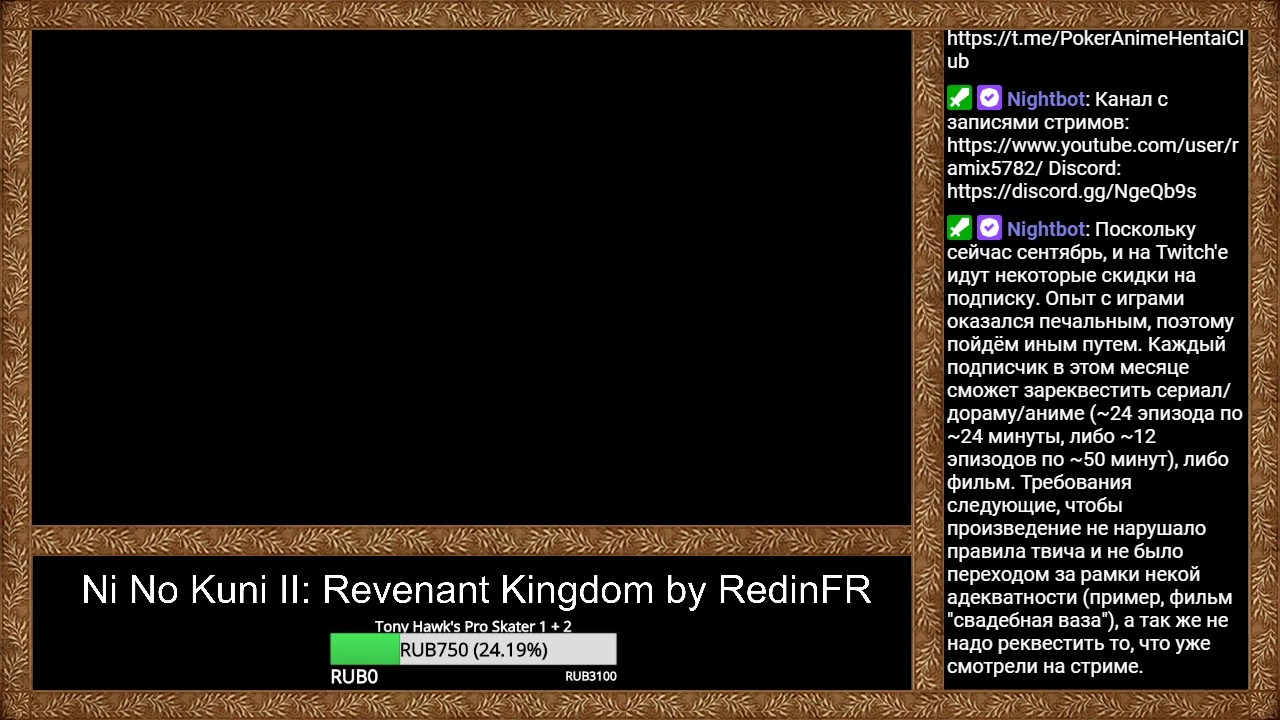 https://t.me/PokerAnimeHentaiCl
ub
Nightbot: Канал с
записями стримов:
https://www.youtube.com/user/r
amix5782/ Discord:
https://discord.gg/NgeQb9s
Nightbot: Поскольку
сейчас сентябрь, и на Twitch'e
идут некоторые скидки на
подписку. Опыт с играми
оказался печальным, поэтому
пойдём иным путем. Каждый
подписчик в этом месяце
сможет зареквестить сериал/
дораму/аниме (~24 эпизода по
~24 минуты, либо ~12
эпизодов по ~50 минут), либо
фильм. Требования
следующие, чтобы
произведение не нарушало
правила твича и не было
переходом за рамки некой
адекватности (пример, фильм
"свадебная ваза"), а так же не
надо реквестить то, что уже
смотрели на стриме.
Ni No Kuni II: Revenant Kingdom by RedinFR
Tony Hawk's Pro Skater 1 + 2
RUB750 (24.19%)
RUB0
RUB3100